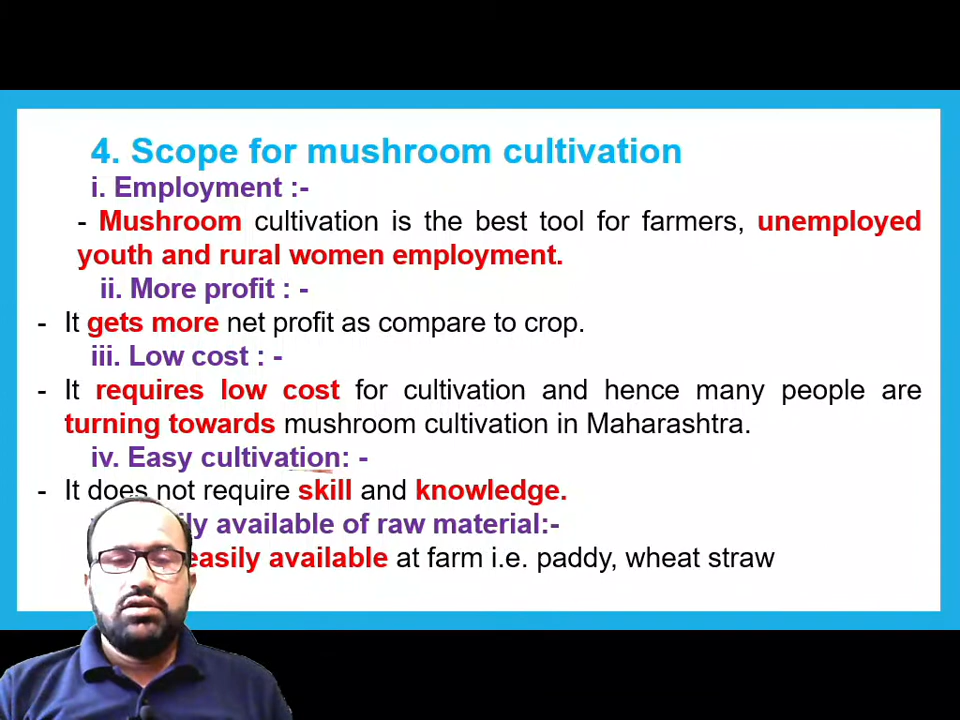 4. Scope for mushroom cultivation
i. Employment :-
- Mushroom cultivation is the best tool for farmers, unemployed
youth and rural women employment.
ii. More profit : -
- It gets more net profit as compare to crop.
iii. Low cost : -
- It requires low cost for cultivation and hence many people are
turning towards mushroom cultivation in Maharashtra.
iv. Easy cultivation: -
- It does not require skill and knowledge.
available of raw material:-
easily available at farm i.e. paddy, wheat straw